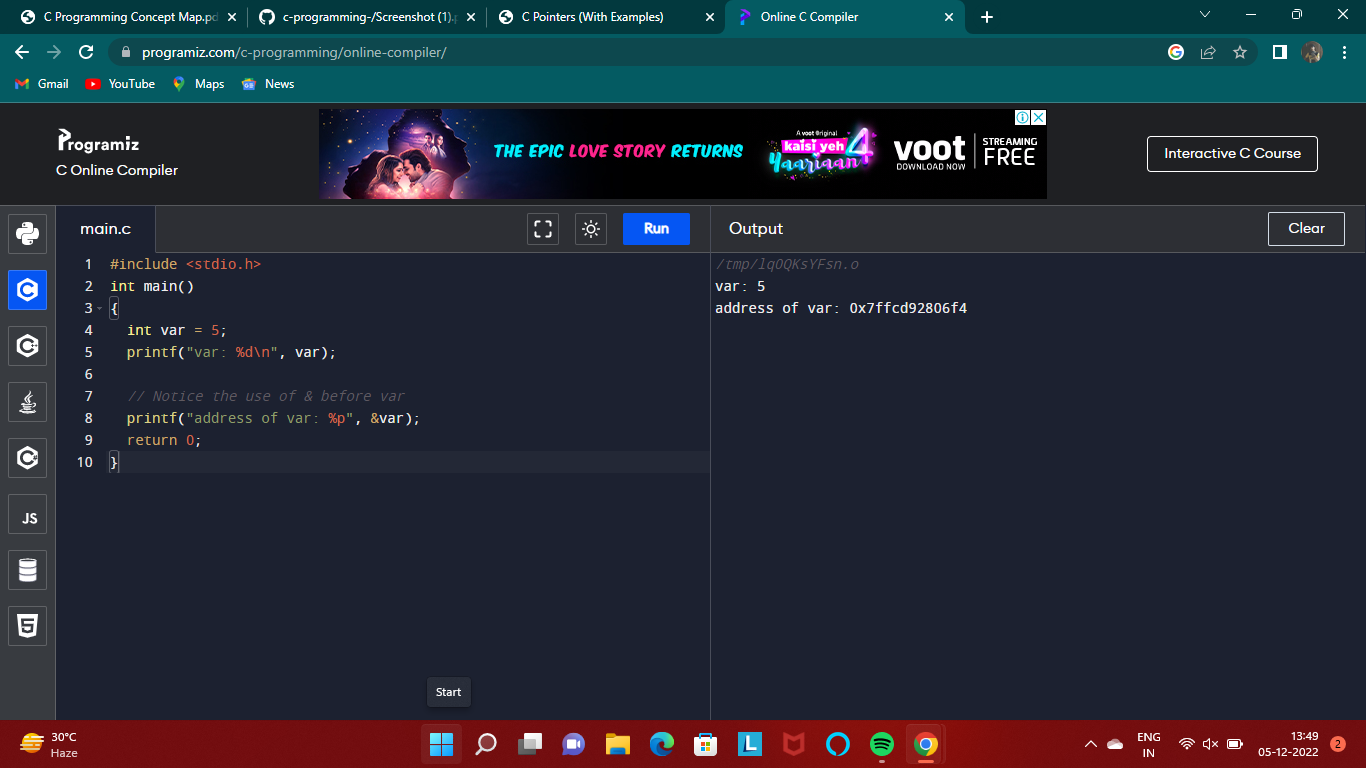 C Programming Concept Map.pd
c-programming-/Screenshot (1).p
C Pointers (With Examples)
Online C Compiler
programiz.com/c-programming/online-compiler/
Gmail
YouTube
Maps
News
Programiz
C Online Compiler
THE EPIC LOVE STORY RETURNS
A voot Original
kaisi yeh
yaariaan
4
voot
DOWNLOAD NOW
STREAMING
FREE
Interactive C Course
main.c
Run
Output
Clear
1 #include <stdio.h>
2 int main()
3 {
4 int var = 5;
5 printf("var: %d\n", var);
6
7 // Notice the use of & before var
8 printf("address of var: %p", &var);
9 return 0;
10 }
/tmp/lqOQKsYFsn.o
var: 5
address of var: 0x7ffcd92806f4
JS
5
Start
30°C
Haze
L
ENG
IN
13:49
05-12-2022
2